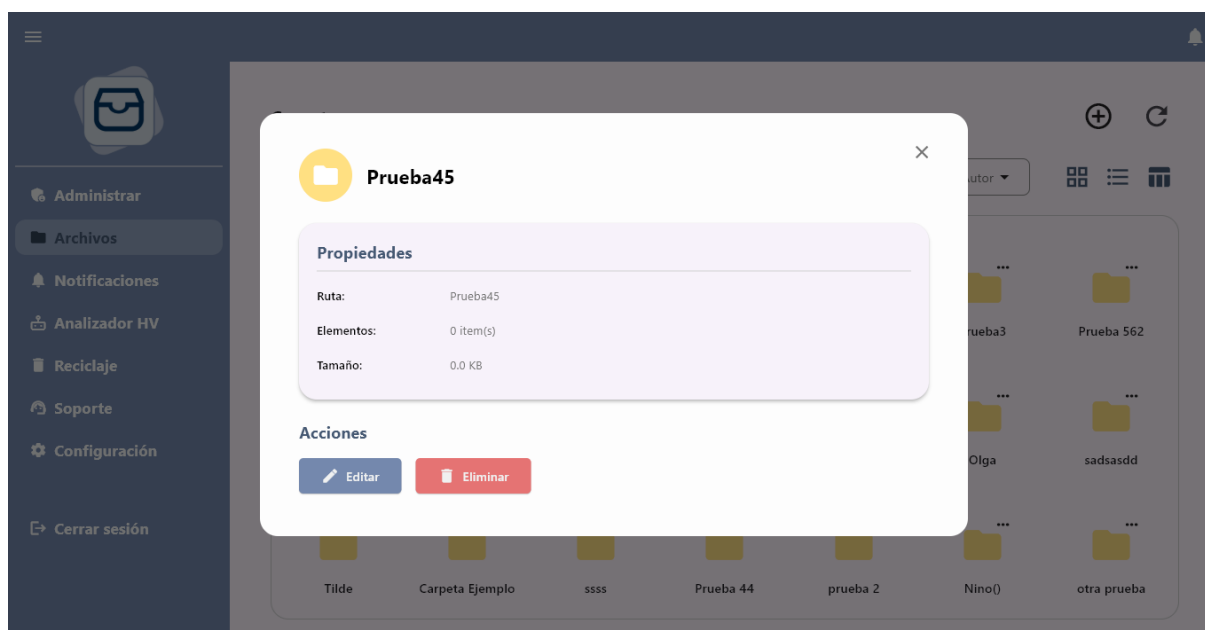 Administrar
Archivos
Notificaciones
Analizador HV
Reciclaje
Soporte
Configuración
Cerrar sesión
Prueba45
Propiedades
Ruta: Prueba45
Elementos: 0 item(s)
Tamaño: 0.0 KB
Acciones
Editar Eliminar
Prueba 562
Olga sadsasdd
Tilde Carpeta Ejemplo ssss Prueba 44 prueba 2 Nino() otra prueba